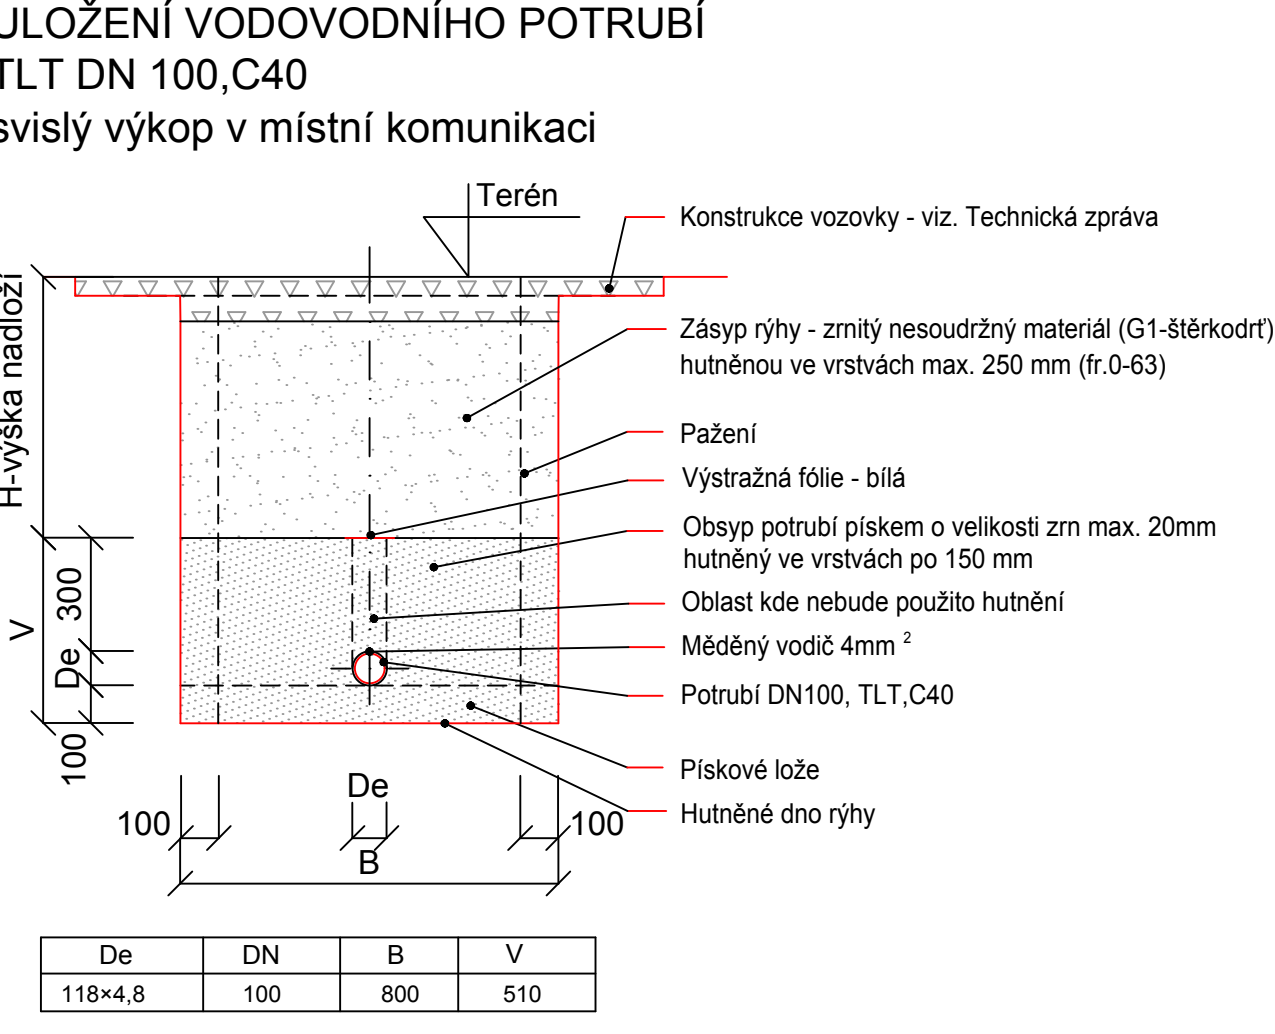 ULOŽENÍ VODOVODNÍHO POTRUBÍ
TLT DN 100,C40
svislý výkop v místní komunikaci
Terén
Konstrukce vozovky - viz. Technická zpráva
Zásyp rýhy - zrnitý nesoudržný materiál (G1-štěrkodrť)
hutněnou ve vrstvách max. 250 mm (fr.0-63)
Pažení
Výstražná fólie - bílá
Obsyp potrubí pískem o velikosti zrn max. 20mm
hutněný ve vrstvách po 150 mm
Oblast kde nebude použito hutnění
Měděný vodič 4mm ²
Potrubí DN100, TLT,C40
Pískové lože
Hutněné dno rýhy
H-výška nadloží
V
300
De
100
100
De
100
B
De DN B V
118×4,8 100 800 510